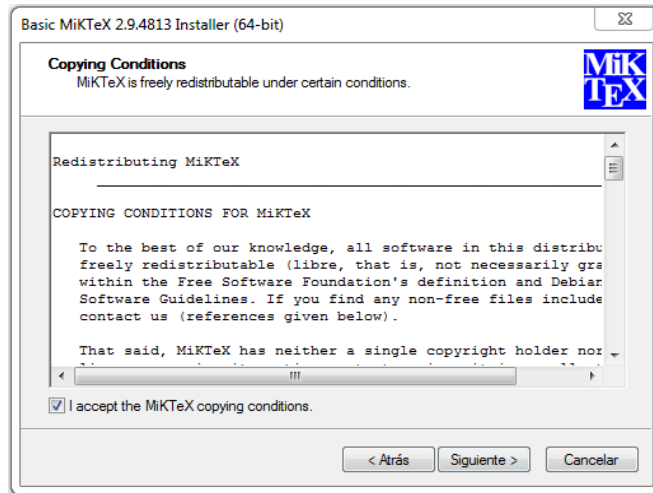 Basic MiKTeX 2.9.4813 Installer (64-bit)
Copying Conditions
MiKTeX is freely redistributable under certain conditions.
MiK
TEX
Redistributing MiKTeX
COPYING CONDITIONS FOR MiKTeX
To the best of our knowledge, all software in this distribu
freely redistributable (libre, that is, not necessarily gra
within the Free Software Foundation's definition and Debian
Software Guidelines. If you find any non-free files include
contact us (references given below).
That said, MiKTeX has neither a single copyright holder nor
I accept the MiKTeX copying conditions.
< Atrás
Siguiente >
Cancelar